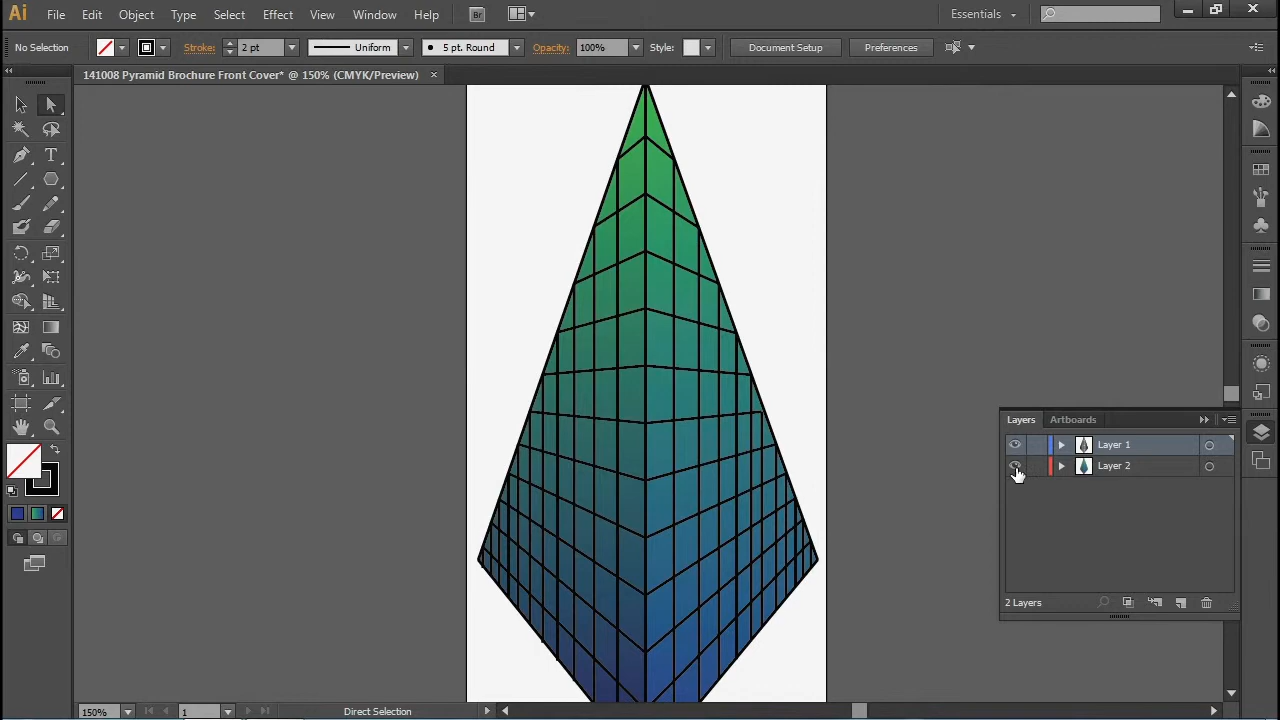 Ai File Edit Object Type Select Effect View Window Help Br Essentials
No Selection Stroke: 2 pt Uniform 5 pt. Round Opacity: 100% Style: Document Setup Preferences
141008 Pyramid Brochure Front Cover* @ 150% (CMYK/Preview)
Layers Artboards
Layer 1
Layer 2
2 Layers
150% 1 Direct Selection